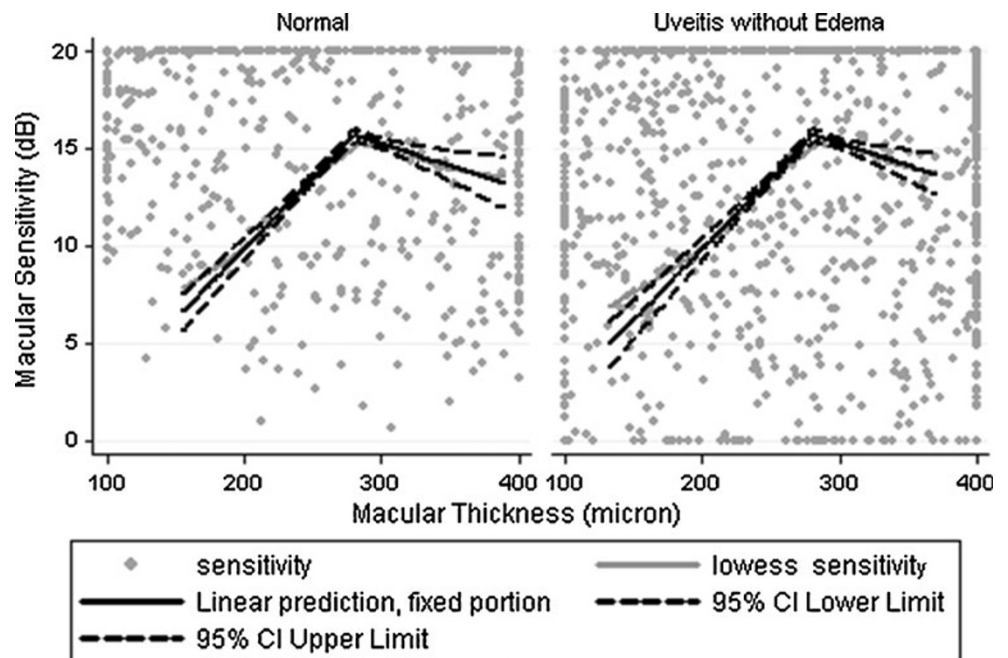 Normal
Uveitis without Edema
Macular Sensitivity (dB)
20
15
10
5
0
100 200 300 400
100 200 300 400
Macular Thickness (micron)
sensitivity
lowess sensitivity
Linear prediction, fixed portion
95% CI Lower Limit
95% CI Upper Limit